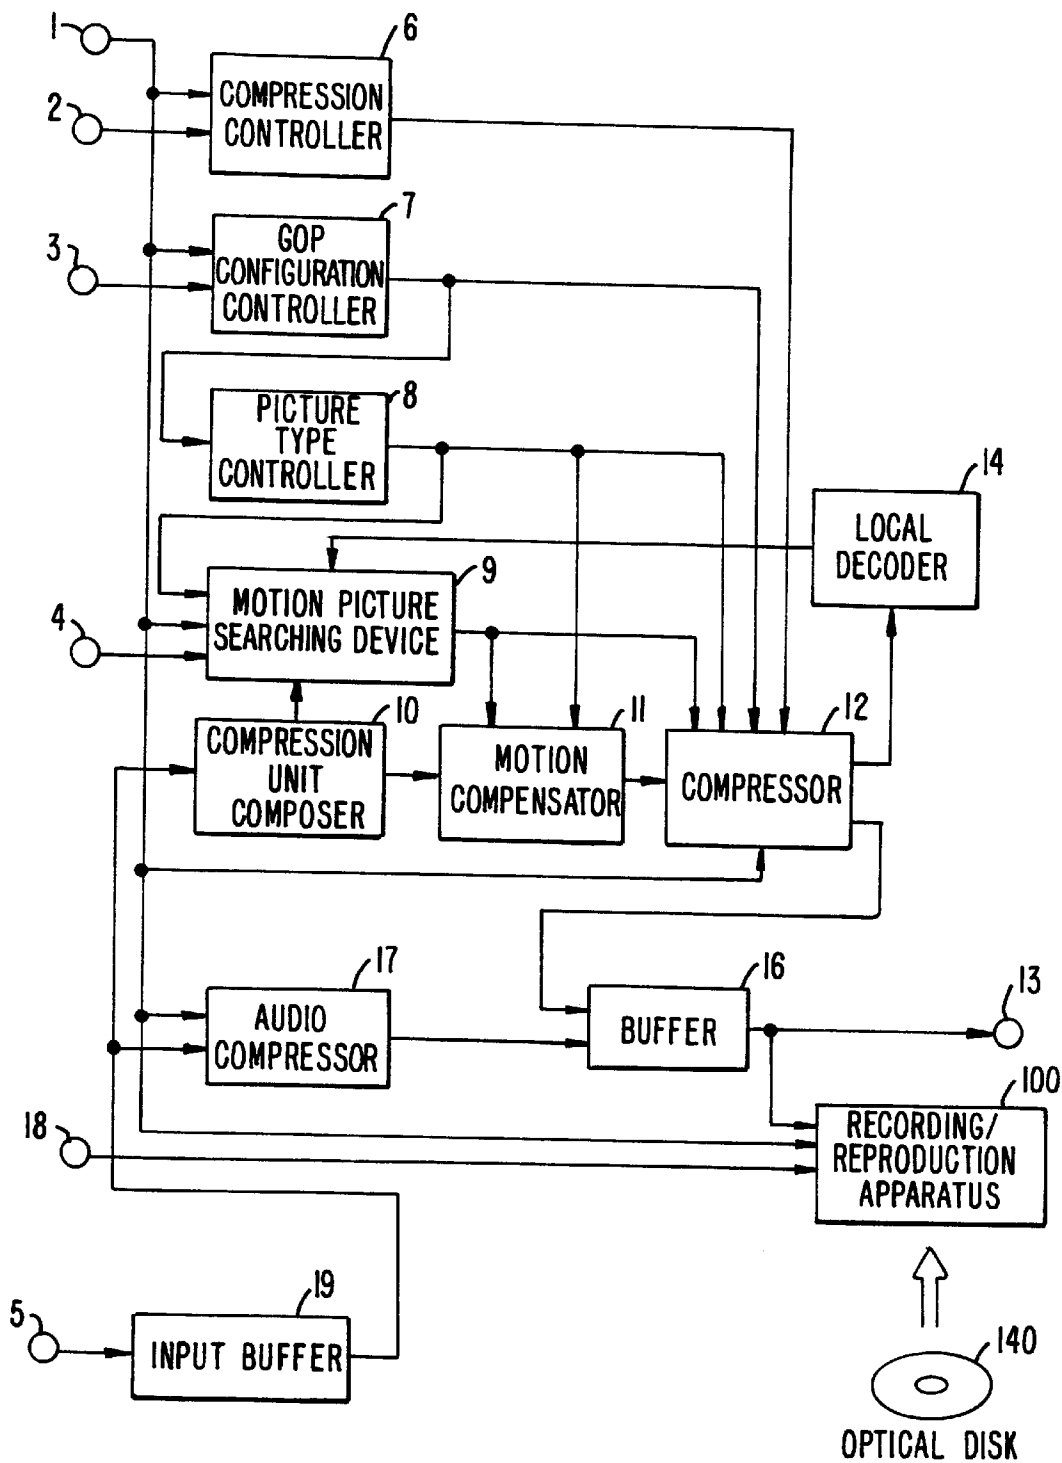 1
6
COMPRESSION
CONTROLLER
2
7
GOP
CONFIGURATION
CONTROLLER
3
8
PICTURE
TYPE
CONTROLLER
14
LOCAL
DECODER
9
MOTION PICTURE
SEARCHING DEVICE
4
10
COMPRESSION
UNIT
COMPOSER
11
MOTION
COMPENSATOR
12
COMPRESSOR
17
AUDIO
COMPRESSOR
16
BUFFER
13
100
RECORDING/
REPRODUCTION
APPARATUS
18
19
INPUT BUFFER
5
140
OPTICAL DISK